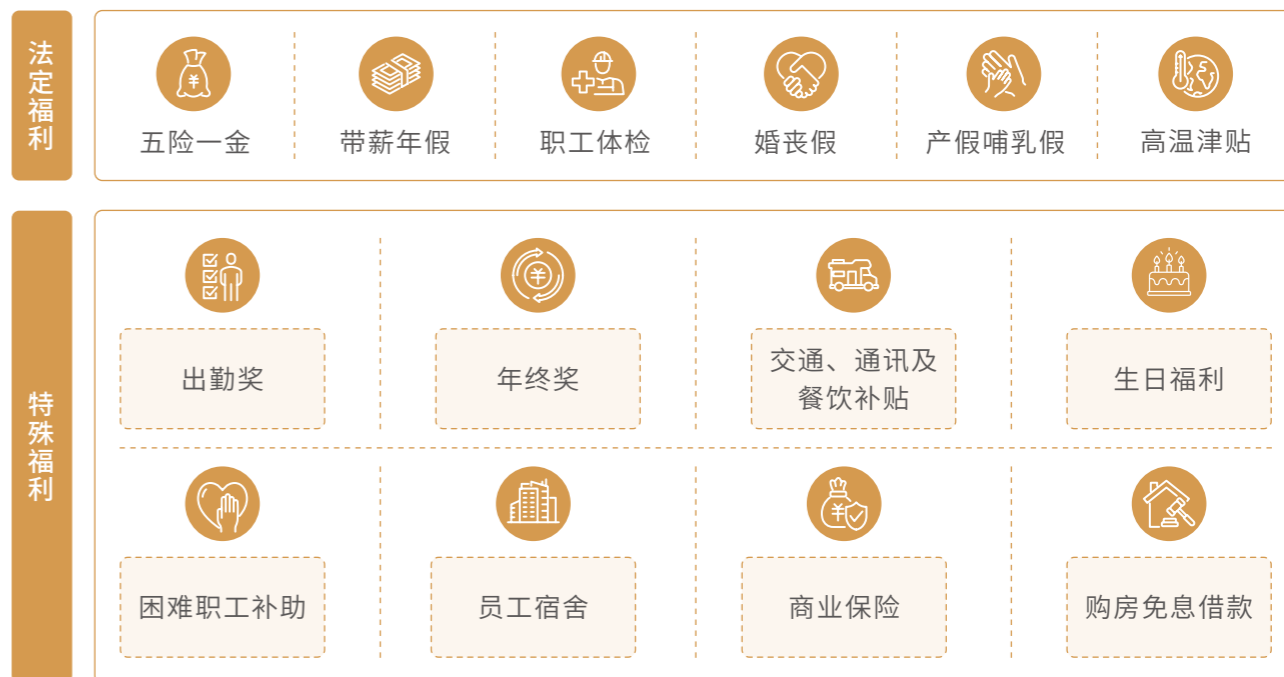 法定福利
五险一金
带薪年假
职工体检
婚丧假
产假哺乳假
高温津贴
特殊福利
出勤奖
年终奖
交通、通讯及
餐饮补贴
生日福利
困难职工补助
员工宿舍
商业保险
购房免息借款